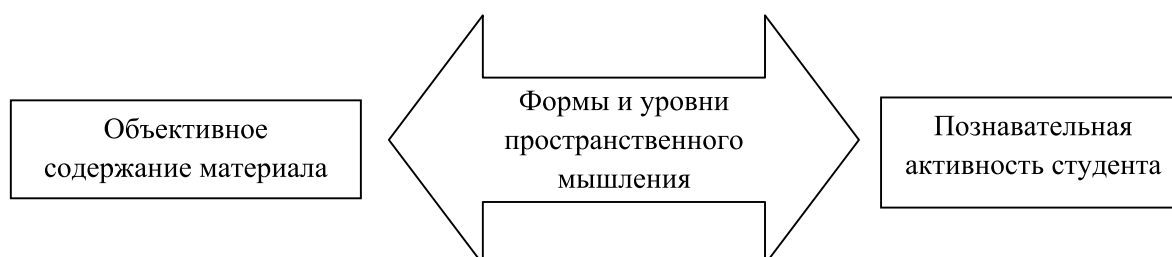 Объективное
содержание материала
Формы и уровни
пространственного
мышления
Познавательная
активность студента